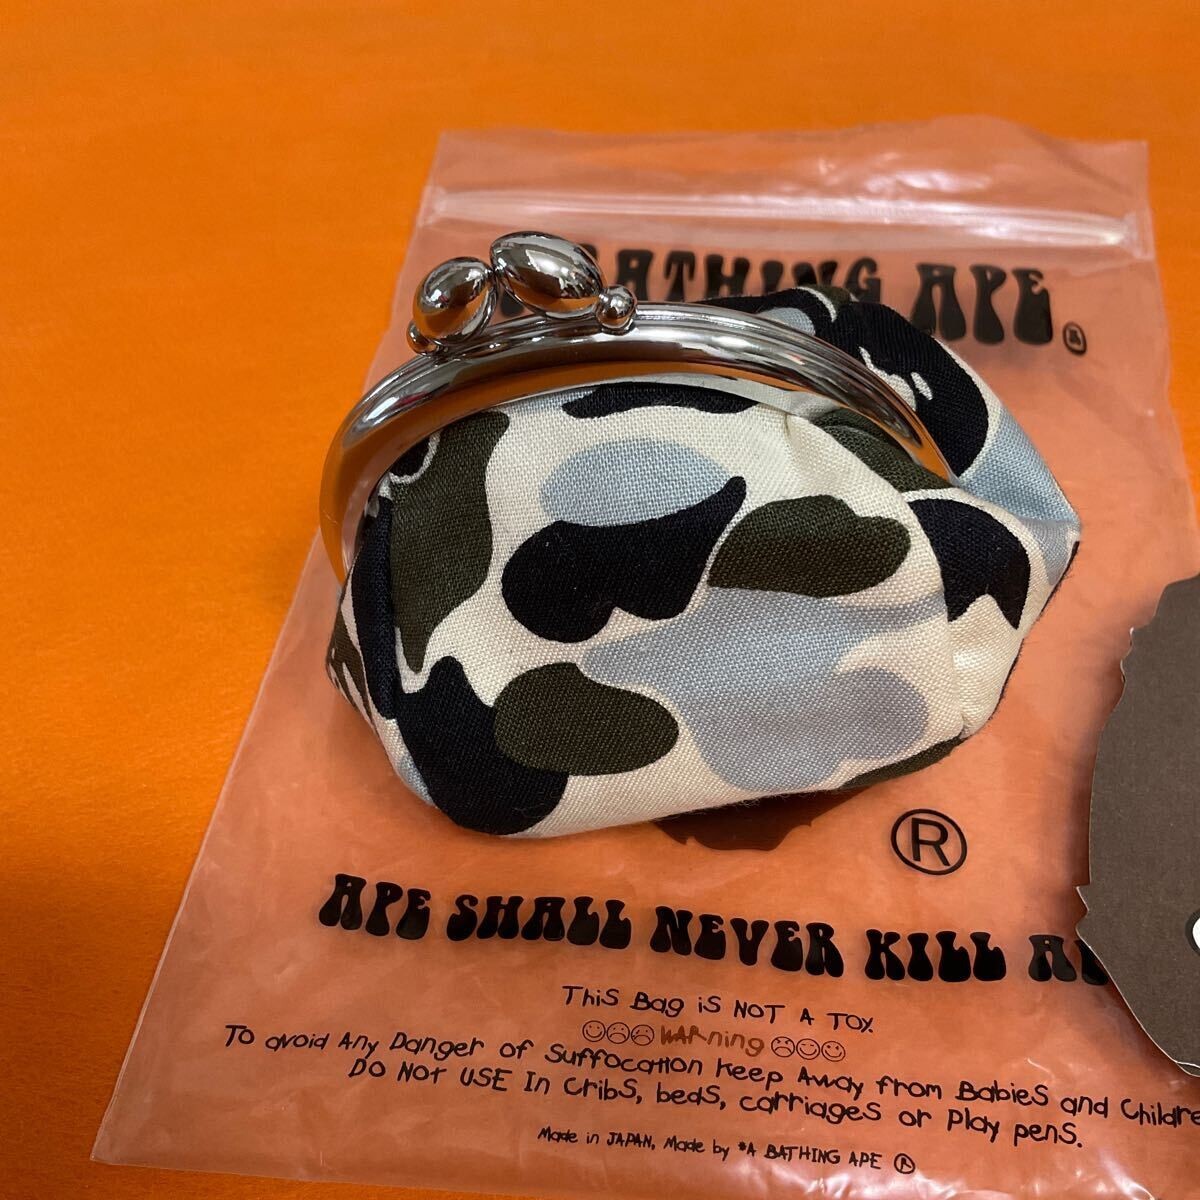 BATHING APE ®
®
APE SHALL NEVER KILL
This Bag is NOT A TOY.
WARning
To avoid Any Danger of Suffocation Keep Away from Babies and Childre
DO NOT USE In Cribs, beds, carriages or Play pens.
Made in JAPAN, Made by *A BATHING APE ®